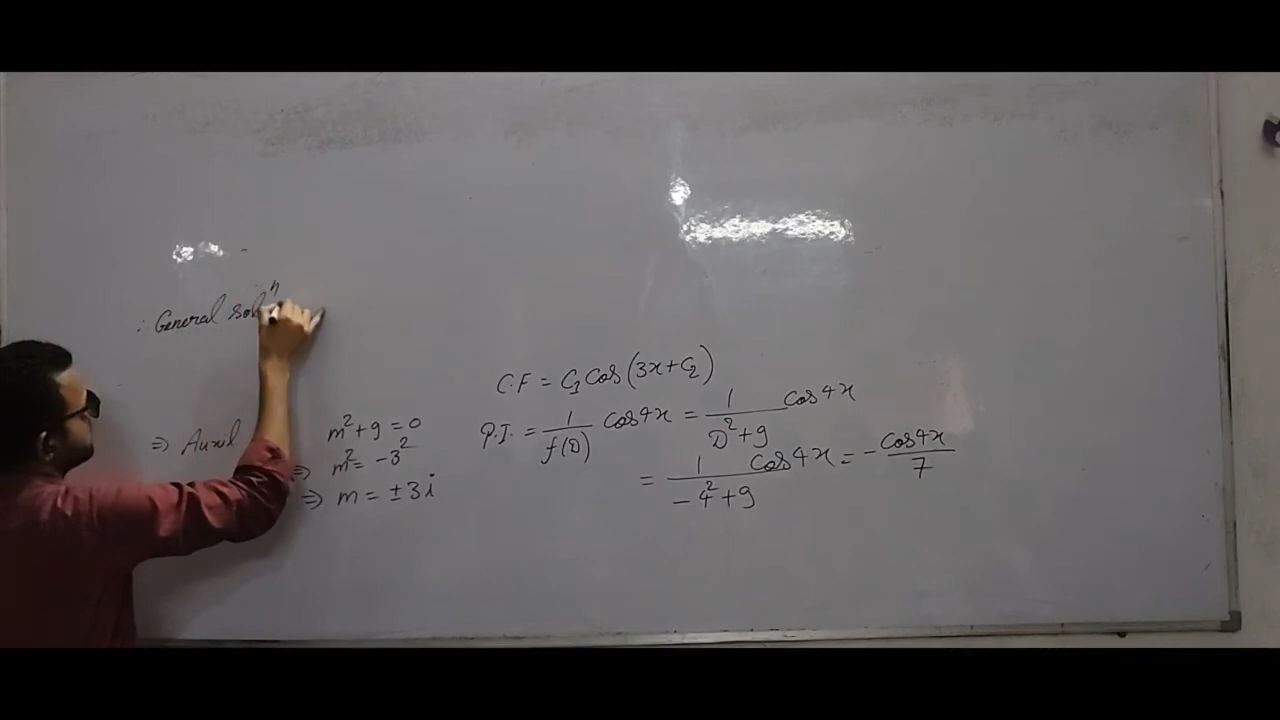 ∴ General Solⁿ
C.F = C₁ Cos (3x + C₂)
⇒ Auxil
m² + 9 = 0
⇒ m² = -3²
⇒ m = ± 3i
P.I. = 1/f(D) cos4x = 1/(D² + 9) cos4x
= 1/(-4² + 9) cos4x = - cos4x/7